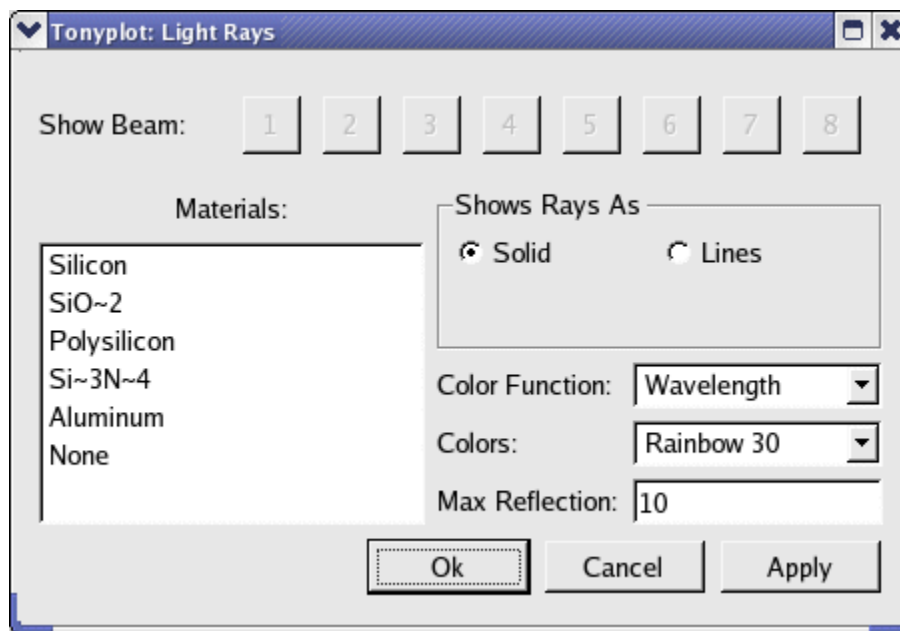 Tonyplot: Light Rays
Show Beam: 1 2 3 4 5 6 7 8
Materials:
Silicon
SiO~2
Polysilicon
Si~3N~4
Aluminum
None
Shows Rays As
Solid Lines
Color Function: Wavelength
Colors: Rainbow 30
Max Reflection: 10
Ok Cancel Apply